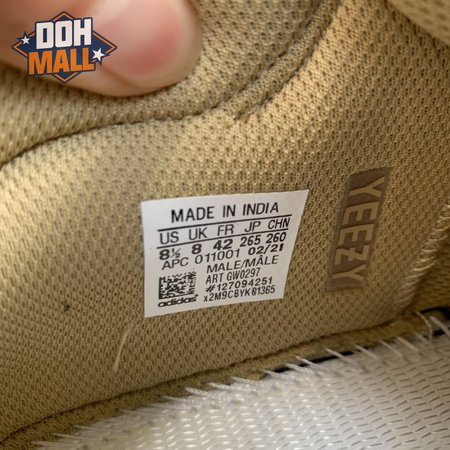 DOH
MALL
MADE IN INDIA
US UK FR JP CHN
8½ 8 42 265 260
APC 011001 02/21
MALE/MÂLE
ART GW0297
#127094251
adidas x2M9C8YKB1365
YEEZY